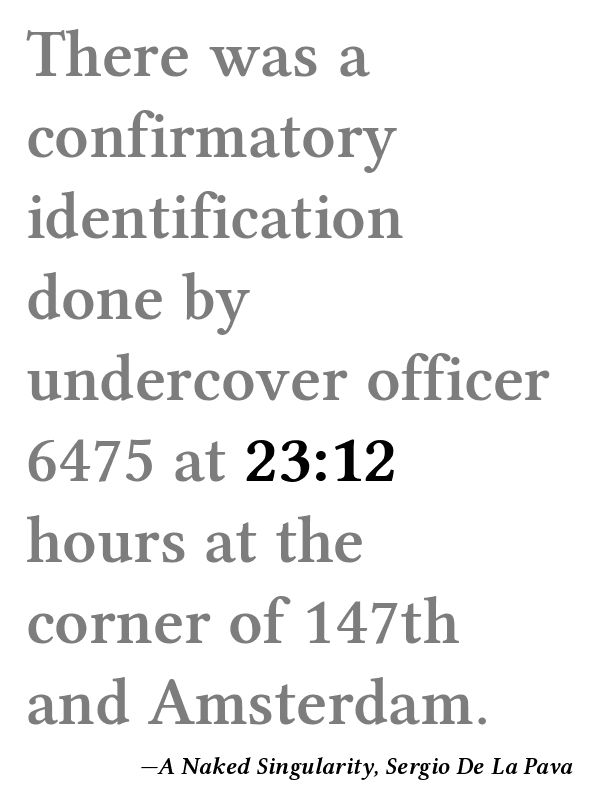 There was a
confirmatory
identification
done by
undercover officer
6475 at 23:12
hours at the
corner of 147th
and Amsterdam.
—A Naked Singularity, Sergio De La Pava